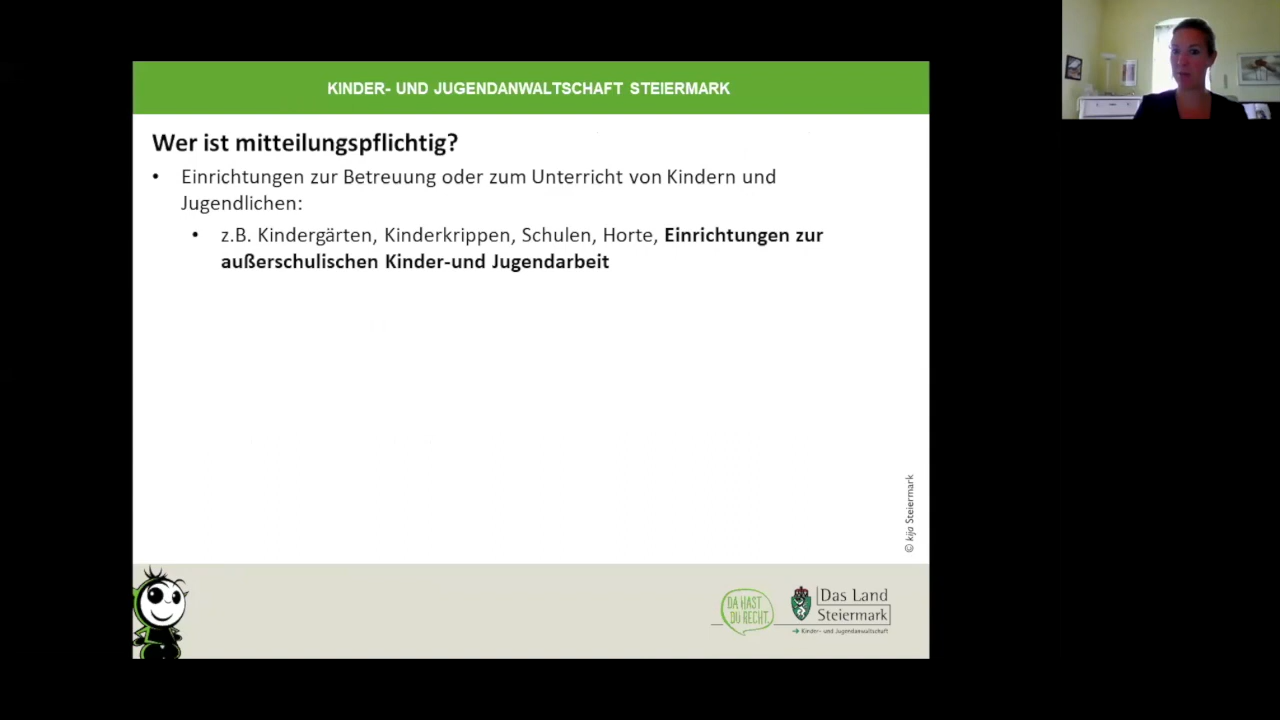 KINDER- UND JUGENDANWALTSCHAFT STEIERMARK
Wer ist mitteilungspflichtig?
• Einrichtungen zur Betreuung oder zum Unterricht von Kindern und
Jugendlichen:
• z.B. Kindergärten, Kinderkrippen, Schulen, Horte, Einrichtungen zur
außerschulischen Kinder-und Jugendarbeit
© kija Steiermark
DA HAST
DU RECHT.
Das Land
Steiermark
→ Kinder- und Jugendanwaltschaft